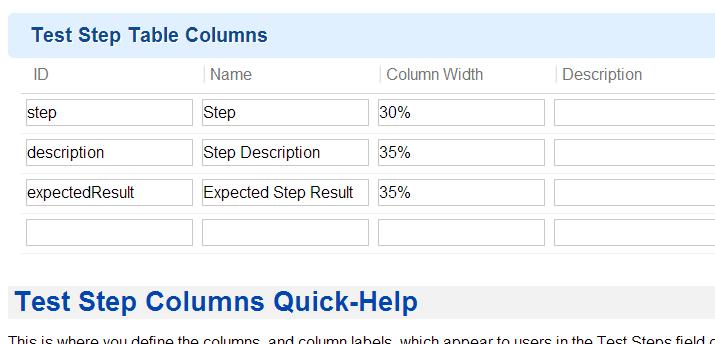 Test Step Table Columns
ID Name Column Width Description
step Step 30%
description Step Description 35%
expectedResult Expected Step Result 35%
Test Step Columns Quick-Help
This is where you define the columns, and column labels, which appear to users in the Test Steps field